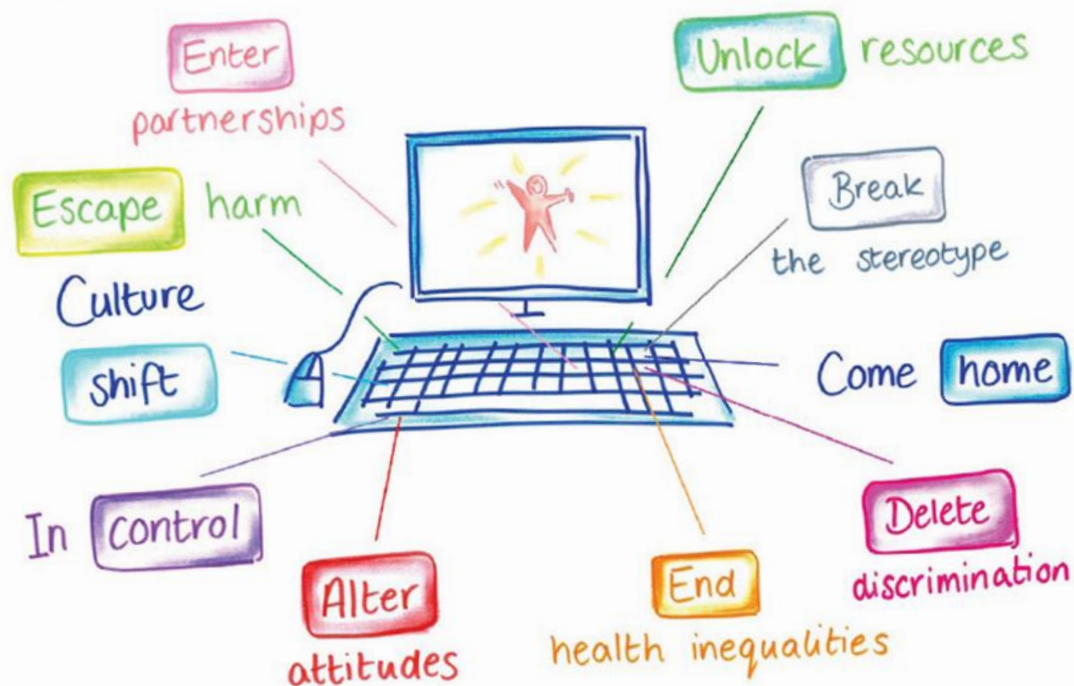 Enter
partnerships
Unlock resources
Escape harm
Break
the stereotype
Culture
shift
Come home
In control
Delete
discrimination
Alter
attitudes
End
health inequalities